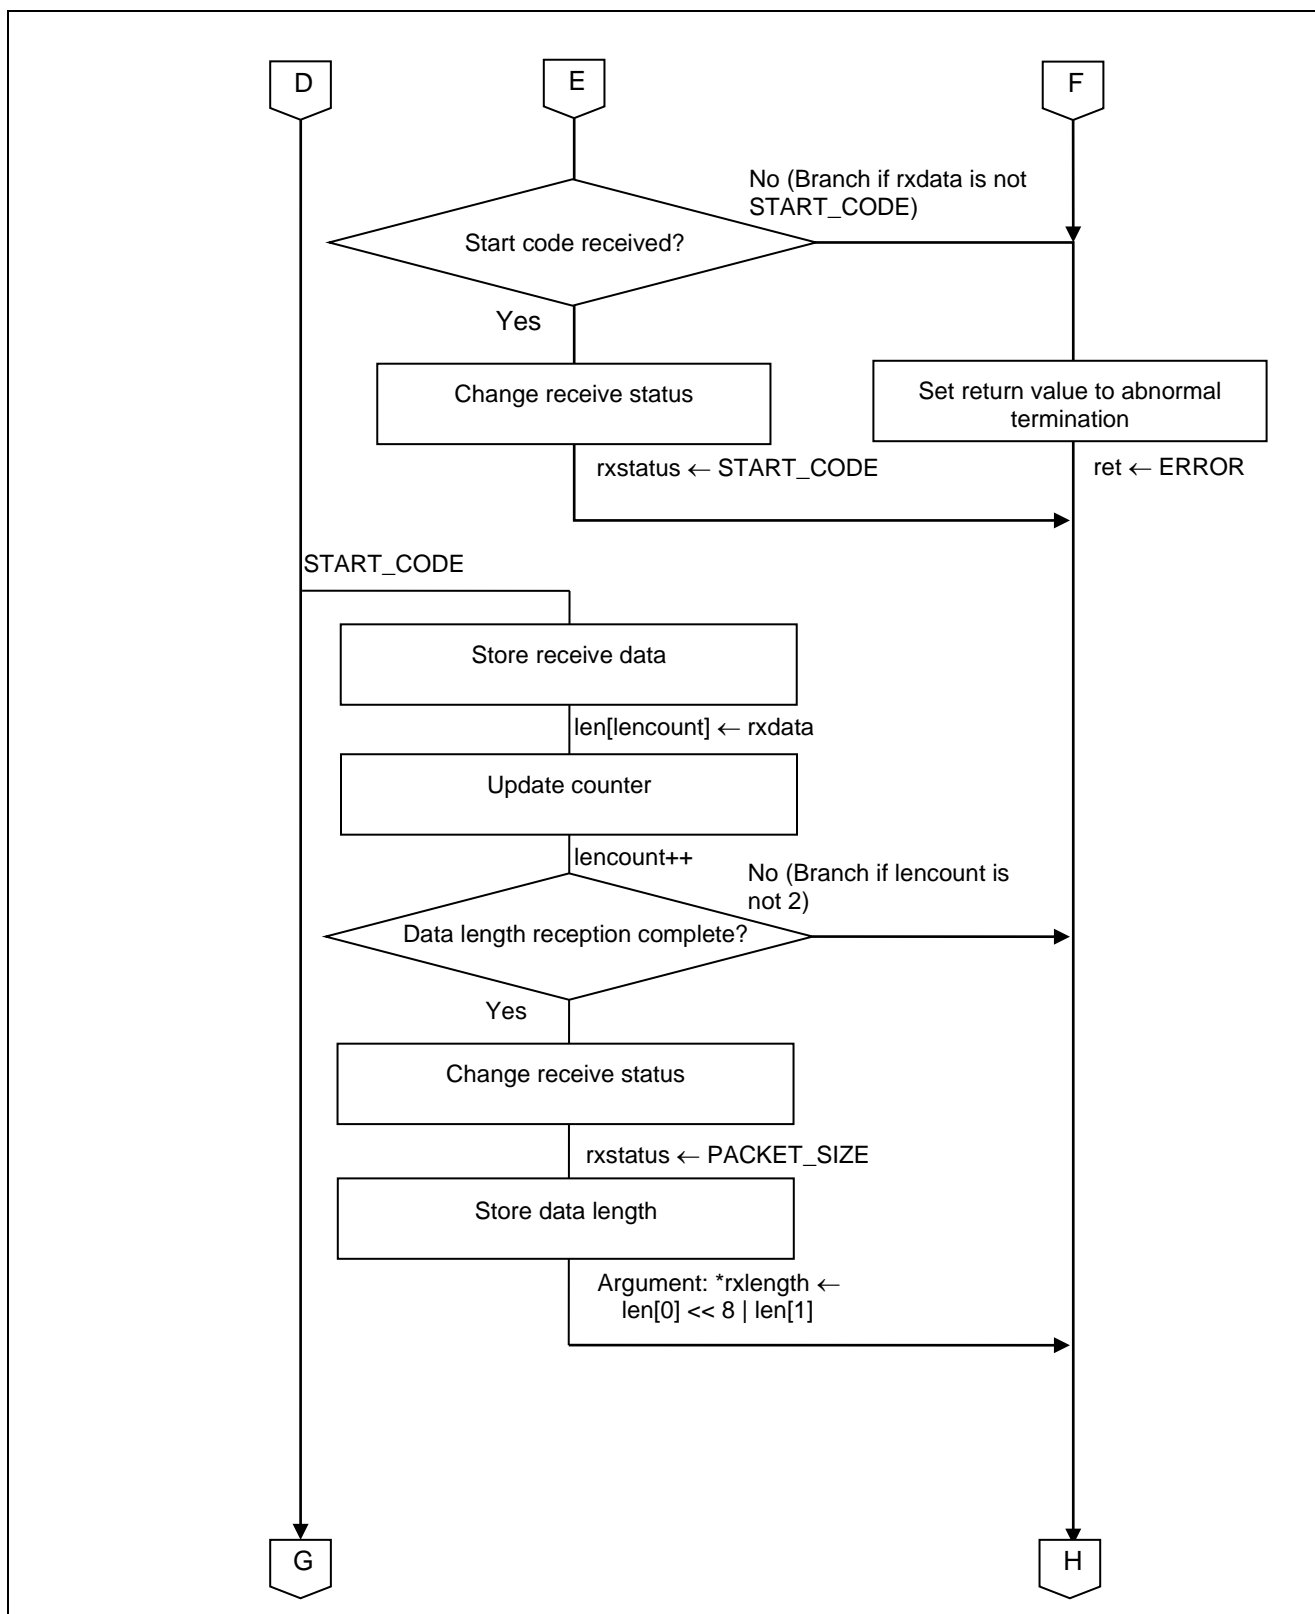 D
E
F
No (Branch if rxdata is not
START_CODE)
Start code received?
Yes
Change receive status
Set return value to abnormal
termination
rxstatus ← START_CODE
ret ← ERROR
START_CODE
Store receive data
len[lencount] ← rxdata
Update counter
lencount++
No (Branch if lencount is
not 2)
Data length reception complete?
Yes
Change receive status
rxstatus ← PACKET_SIZE
Store data length
Argument: *rxlength ←
len[0] << 8 | len[1]
G
H